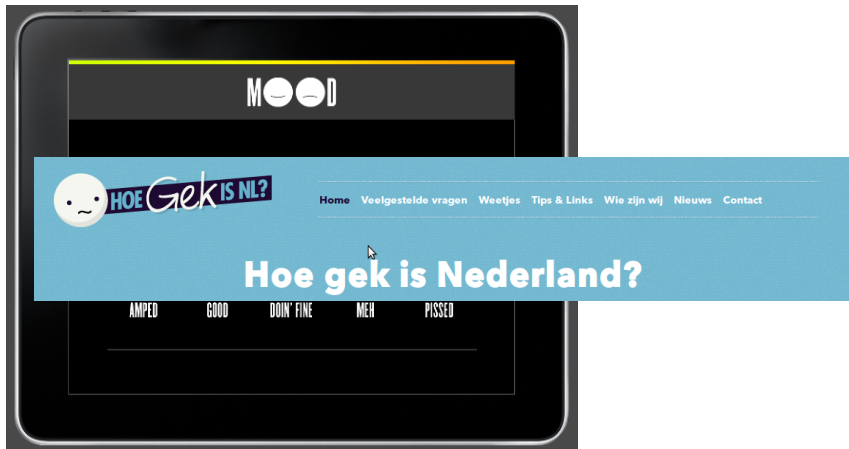 MOOD
HOE Gek IS NL?
Home Veelgestelde vragen Weetjes Tips & Links Wie zijn wij Nieuws Contact
Hoe gek is Nederland?
AMPED GOOD DOIN' FINE MEH PISSED